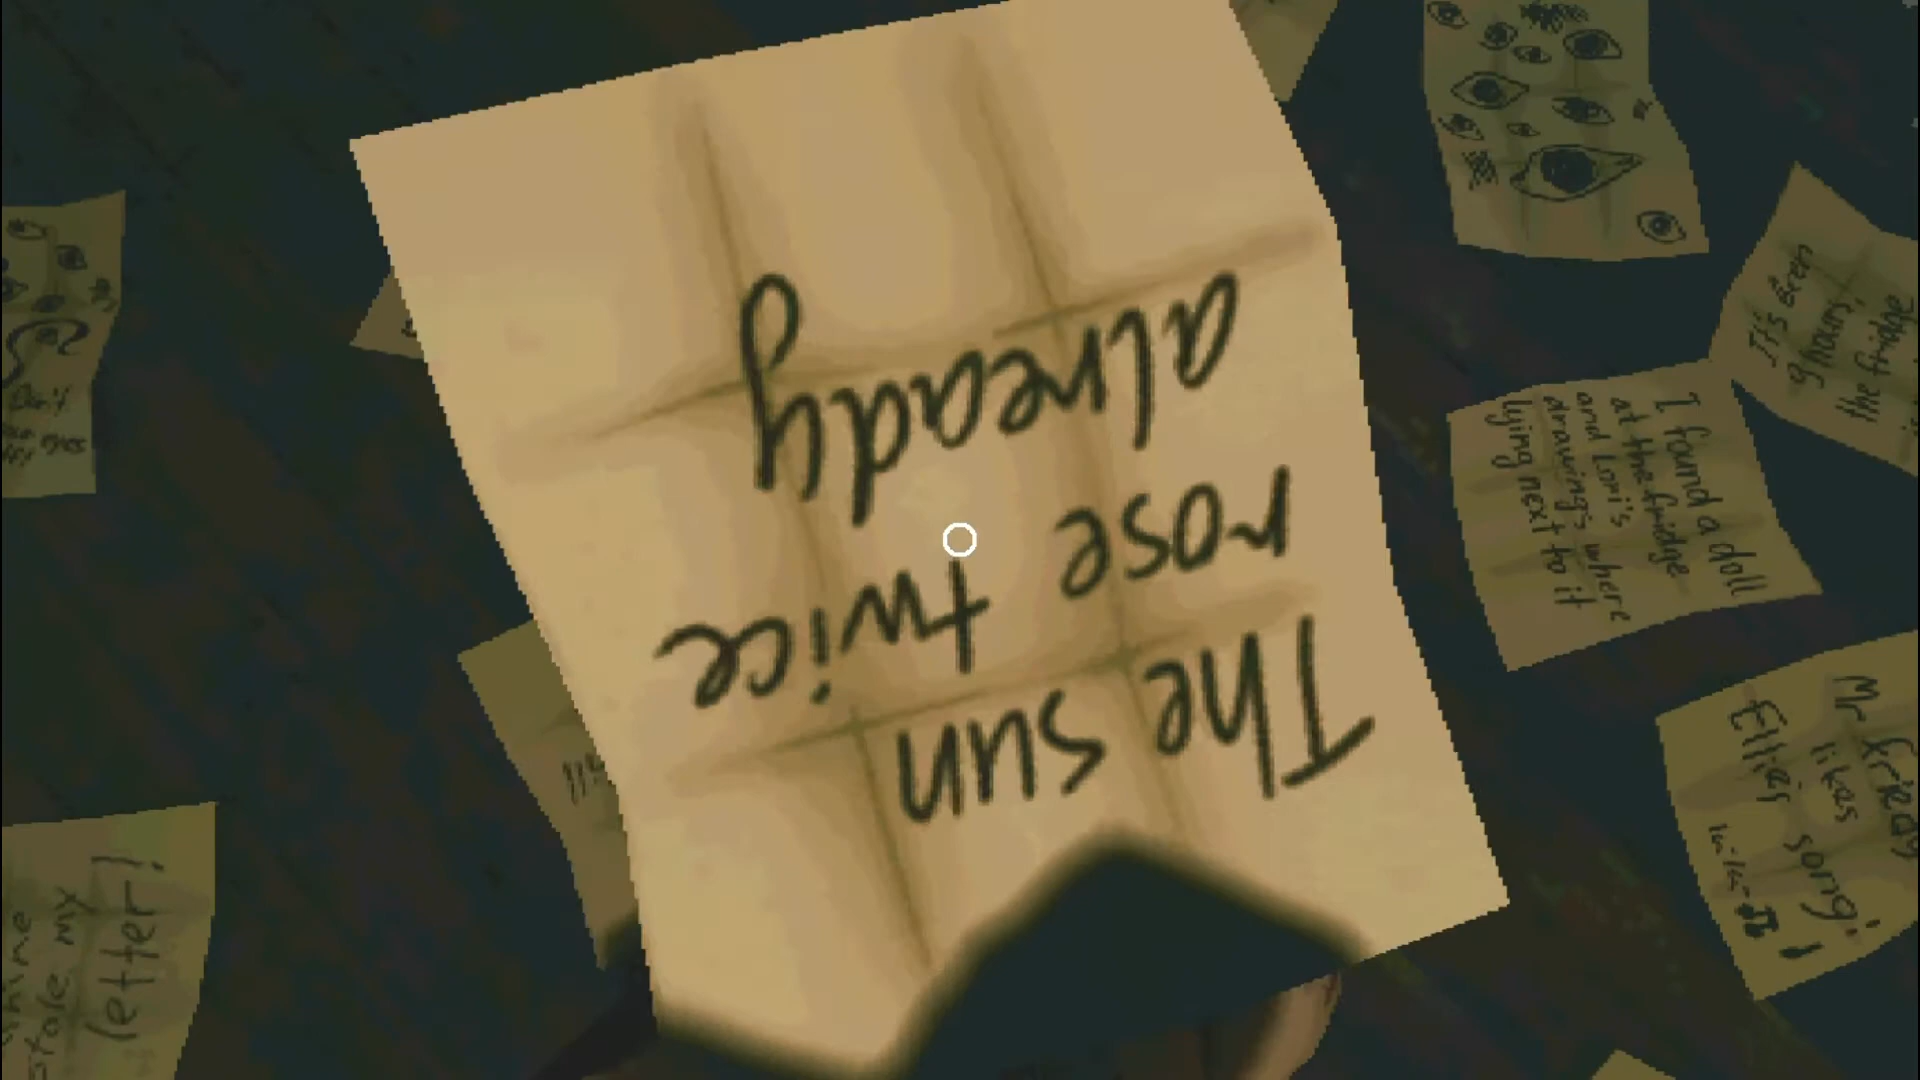 The sun
rose twice
already
It's Been
9 hours,
the fridge
I found a doll
at the fridge
and Lori's
drawings where
lying next to it
Mr friday
likes
Ellie's song!
stole my
letter!